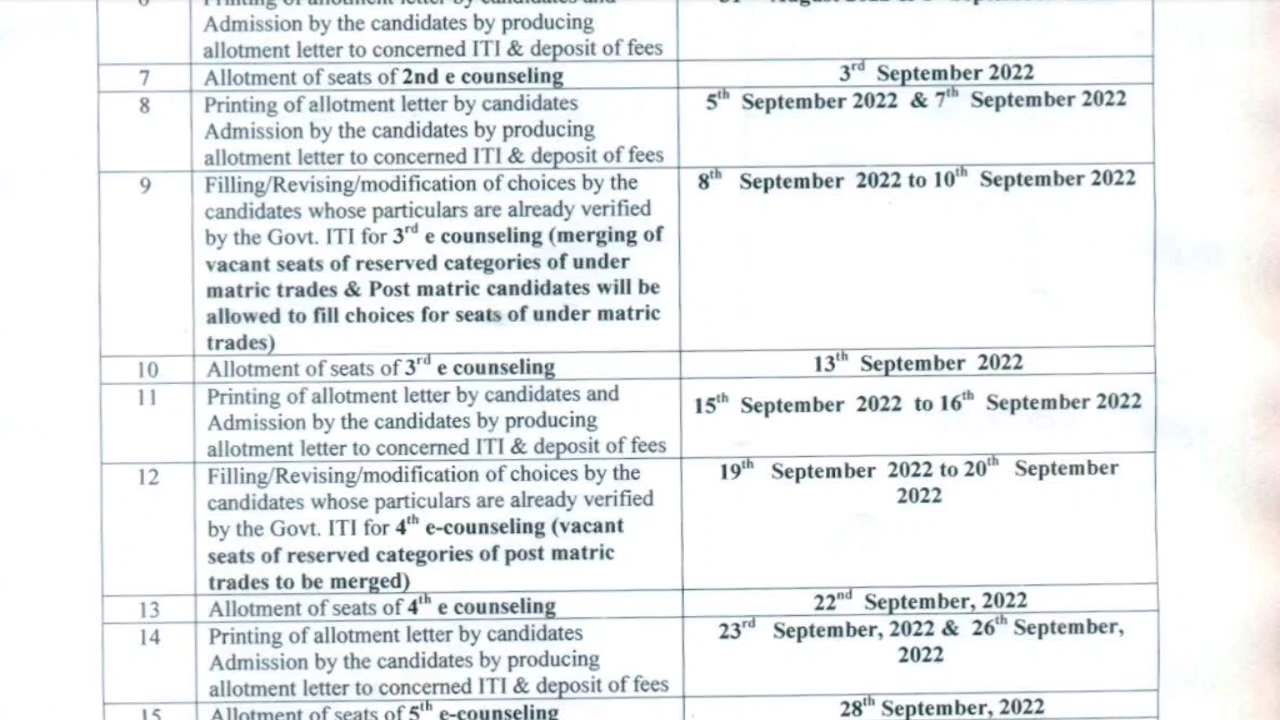 Admission by the candidates by producing
allotment letter to concerned ITI & deposit of fees
7 Allotment of seats of 2nd e counseling 3rd September 2022
8 Printing of allotment letter by candidates 5th September 2022 & 7th September 2022
Admission by the candidates by producing
allotment letter to concerned ITI & deposit of fees
9 Filling/Revising/modification of choices by the 8th September 2022 to 10th September 2022
candidates whose particulars are already verified
by the Govt. ITI for 3rd e counseling (merging of
vacant seats of reserved categories of under
matric trades & Post matric candidates will be
allowed to fill choices for seats of under matric
trades)
10 Allotment of seats of 3rd e counseling 13th September 2022
11 Printing of allotment letter by candidates and 15th September 2022 to 16th September 2022
Admission by the candidates by producing
allotment letter to concerned ITI & deposit of fees
12 Filling/Revising/modification of choices by the 19th September 2022 to 20th September
candidates whose particulars are already verified 2022
by the Govt. ITI for 4th e-counseling (vacant
seats of reserved categories of post matric
trades to be merged)
13 Allotment of seats of 4th e counseling 22nd September, 2022
14 Printing of allotment letter by candidates 23rd September, 2022 & 26th September,
Admission by the candidates by producing 2022
allotment letter to concerned ITI & deposit of fees
15 Allotment of seats of 5th e-counseling 28th September, 2022